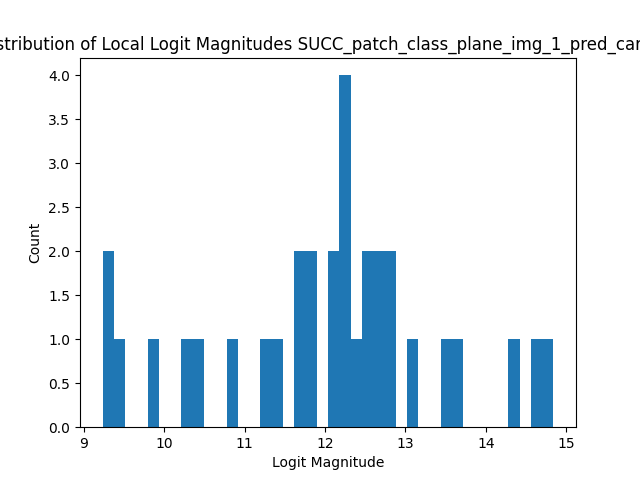 stribution of Local Logit Magnitudes SUCC_patch_class_plane_img_1_pred_car
4.0
3.5
3.0
2.5
2.0
1.5
1.0
0.5
0.0
Count
9 10 11 12 13 14 15
Logit Magnitude